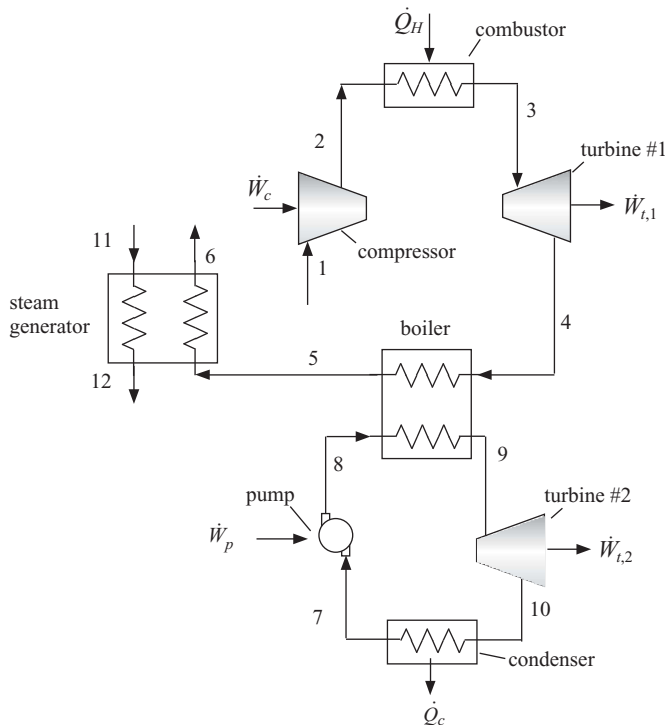 Q̇_H
combustor
2
3
turbine #1
Ẇ_c
Ẇ_t,1
11
6
compressor
1
steam
generator
boiler
4
12
5
8
9
pump
turbine #2
Ẇ_p
Ẇ_t,2
7
10
condenser
Q̇_c